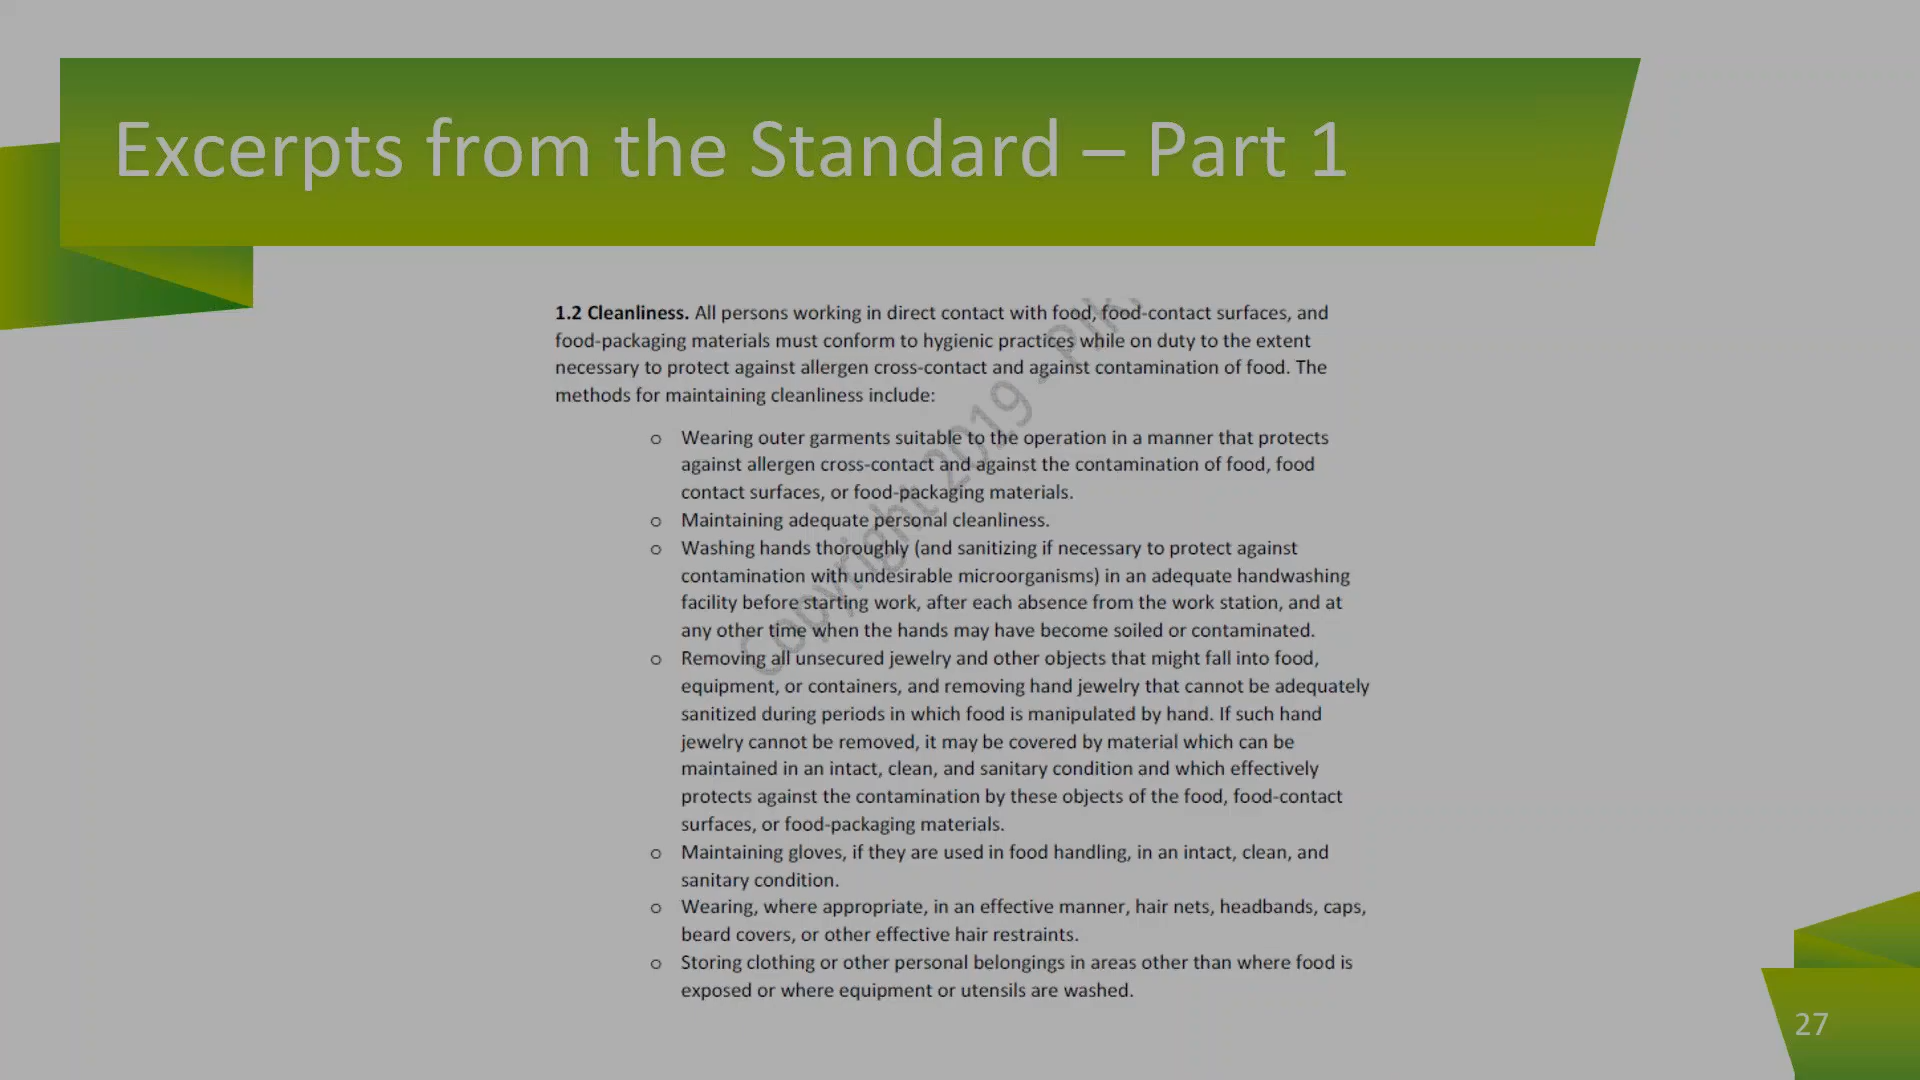 Excerpts from the Standard – Part 1
1.2 Cleanliness. All persons working in direct contact with food, food-contact surfaces, and
food-packaging materials must conform to hygienic practices while on duty to the extent
necessary to protect against allergen cross-contact and against contamination of food. The
methods for maintaining cleanliness include:
o Wearing outer garments suitable to the operation in a manner that protects
against allergen cross-contact and against the contamination of food, food
contact surfaces, or food-packaging materials.
o Maintaining adequate personal cleanliness.
o Washing hands thoroughly (and sanitizing if necessary to protect against
contamination with undesirable microorganisms) in an adequate handwashing
facility before starting work, after each absence from the work station, and at
any other time when the hands may have become soiled or contaminated.
o Removing all unsecured jewelry and other objects that might fall into food,
equipment, or containers, and removing hand jewelry that cannot be adequately
sanitized during periods in which food is manipulated by hand. If such hand
jewelry cannot be removed, it may be covered by material which can be
maintained in an intact, clean, and sanitary condition and which effectively
protects against the contamination by these objects of the food, food-contact
surfaces, or food-packaging materials.
o Maintaining gloves, if they are used in food handling, in an intact, clean, and
sanitary condition.
o Wearing, where appropriate, in an effective manner, hair nets, headbands, caps,
beard covers, or other effective hair restraints.
o Storing clothing or other personal belongings in areas other than where food is
exposed or where equipment or utensils are washed.
Copyright 2019 -
27